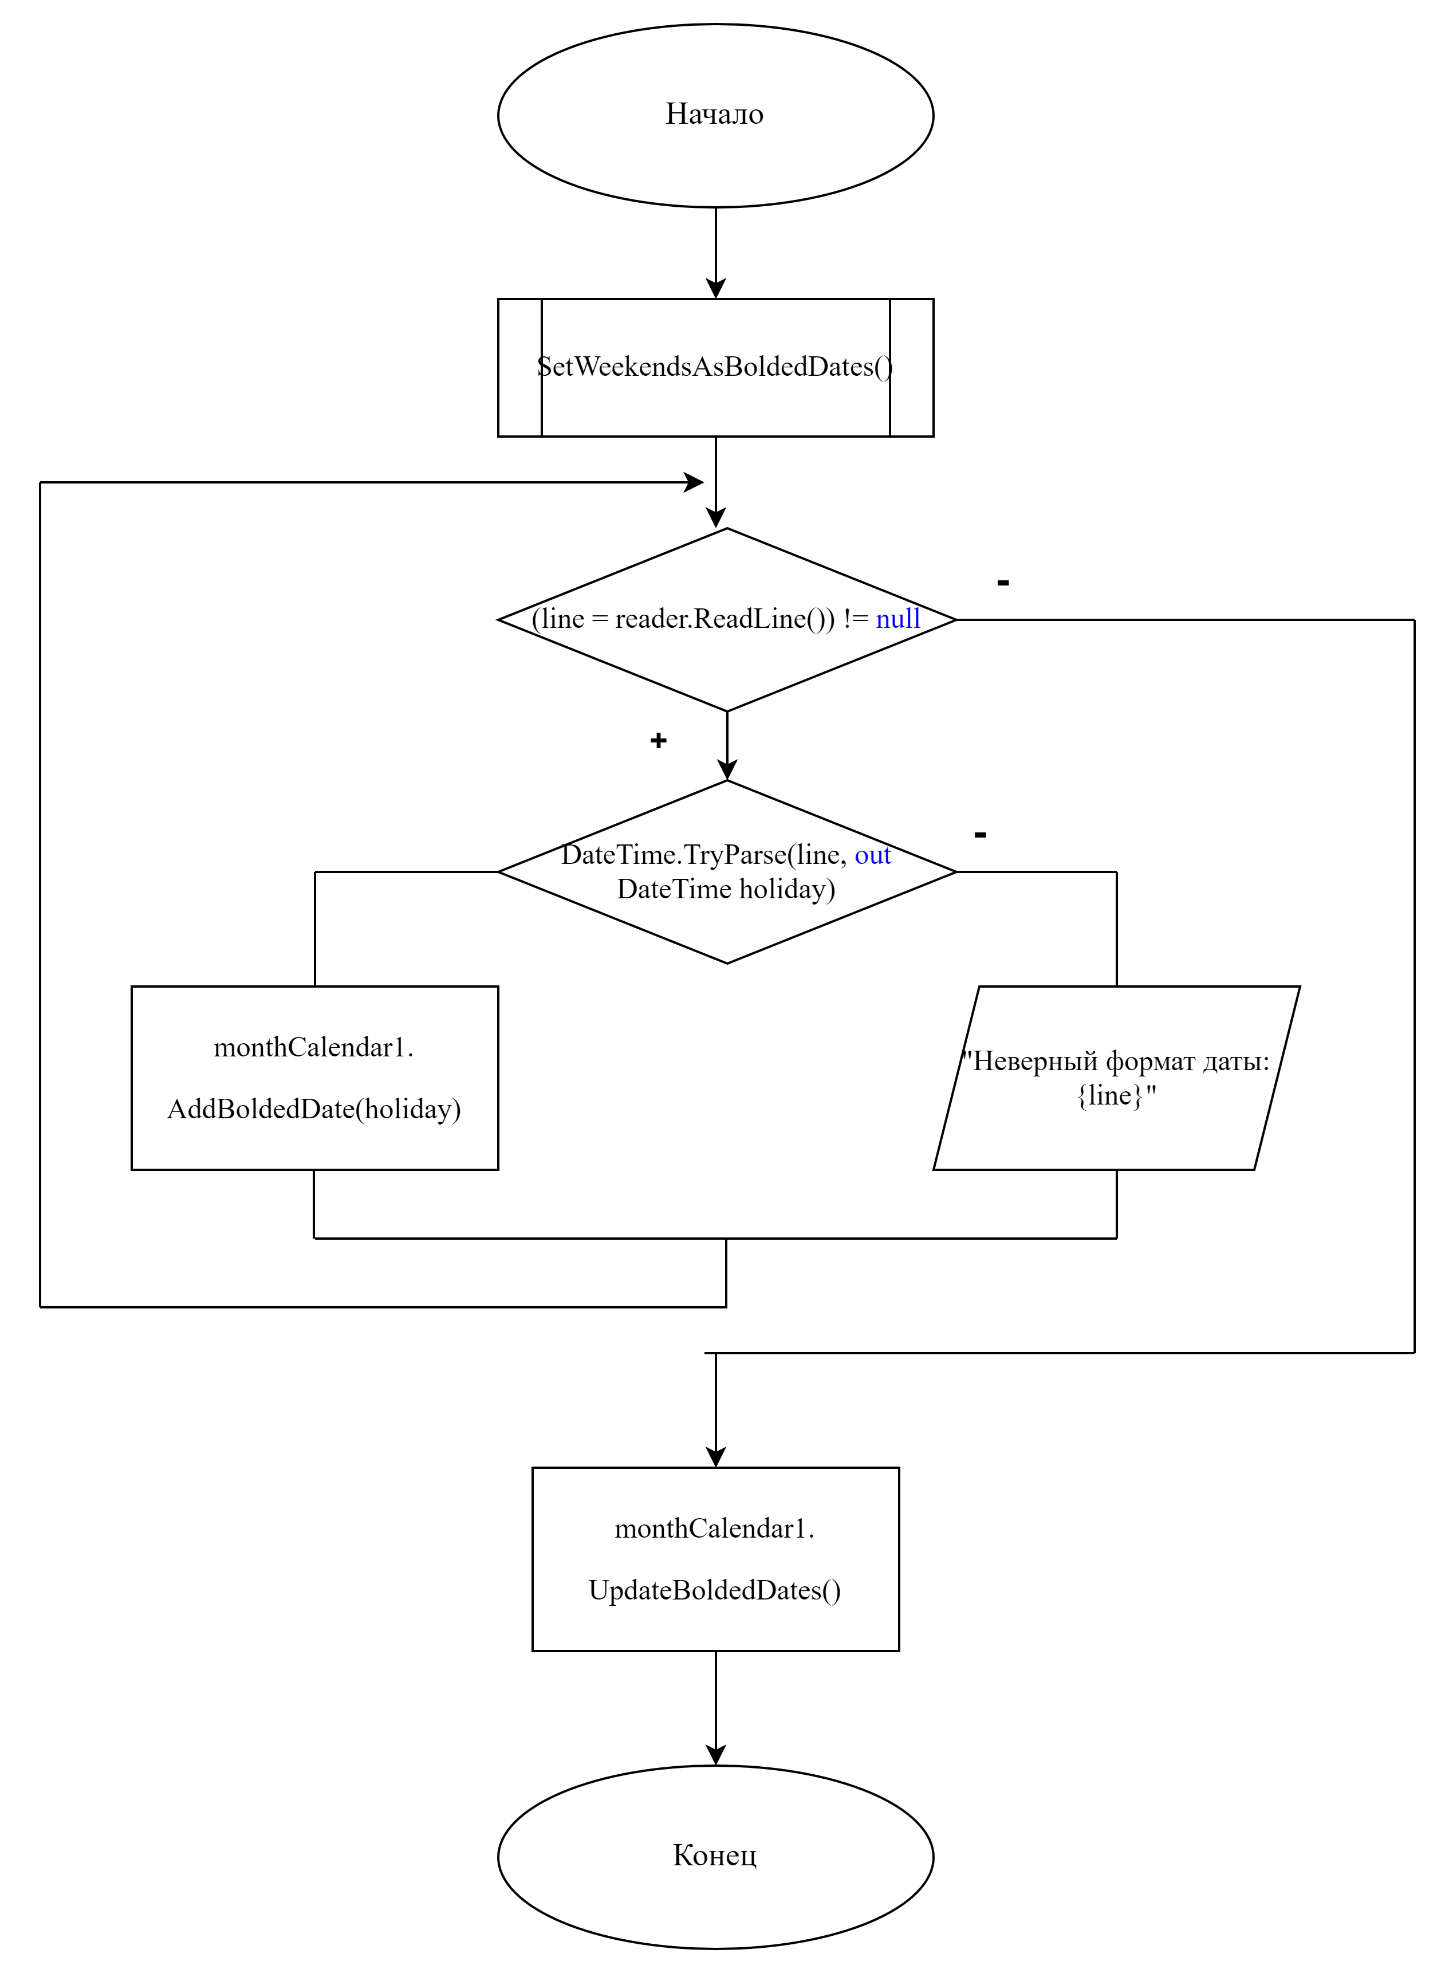 Начало
SetWeekendsAsBoldedDates()
-
(line = reader.ReadLine()) != null
+
-
DateTime.TryParse(line, out
DateTime holiday)
monthCalendar1.
AddBoldedDate(holiday)
"Неверный формат даты:
{line}"
monthCalendar1.
UpdateBoldedDates()
Конец